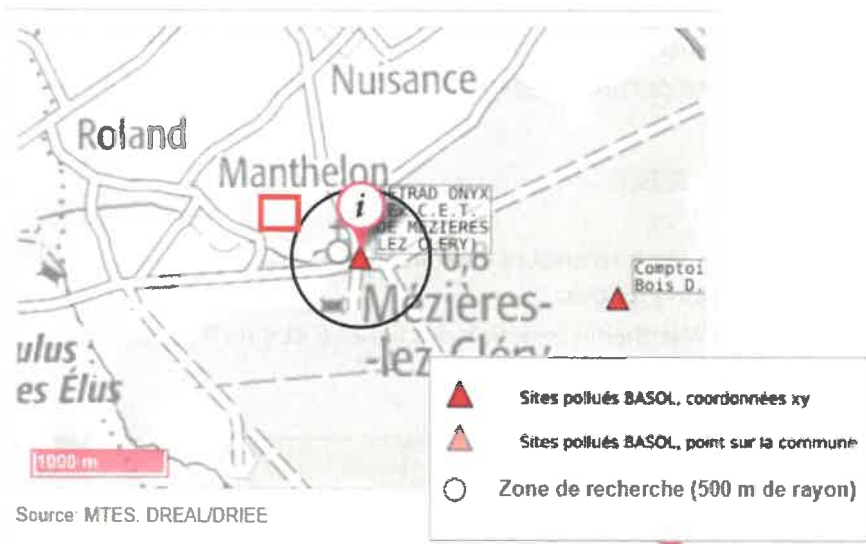 Nuisance
Roland
Manthelon
i
ETRAD ONYX
EX C.E.T.
DE MEZIERES
LEZ CLERY)
0,8
Comptoi
Bois D.
Mézières-
-lez-Cléry
ulus
es Élus
1000 m
Sites pollués BASOL, coordonnées xy
Sites pollués BASOL, point sur la commune
Zone de recherche (500 m de rayon)
Source: MTES. DREAL/DRIEE